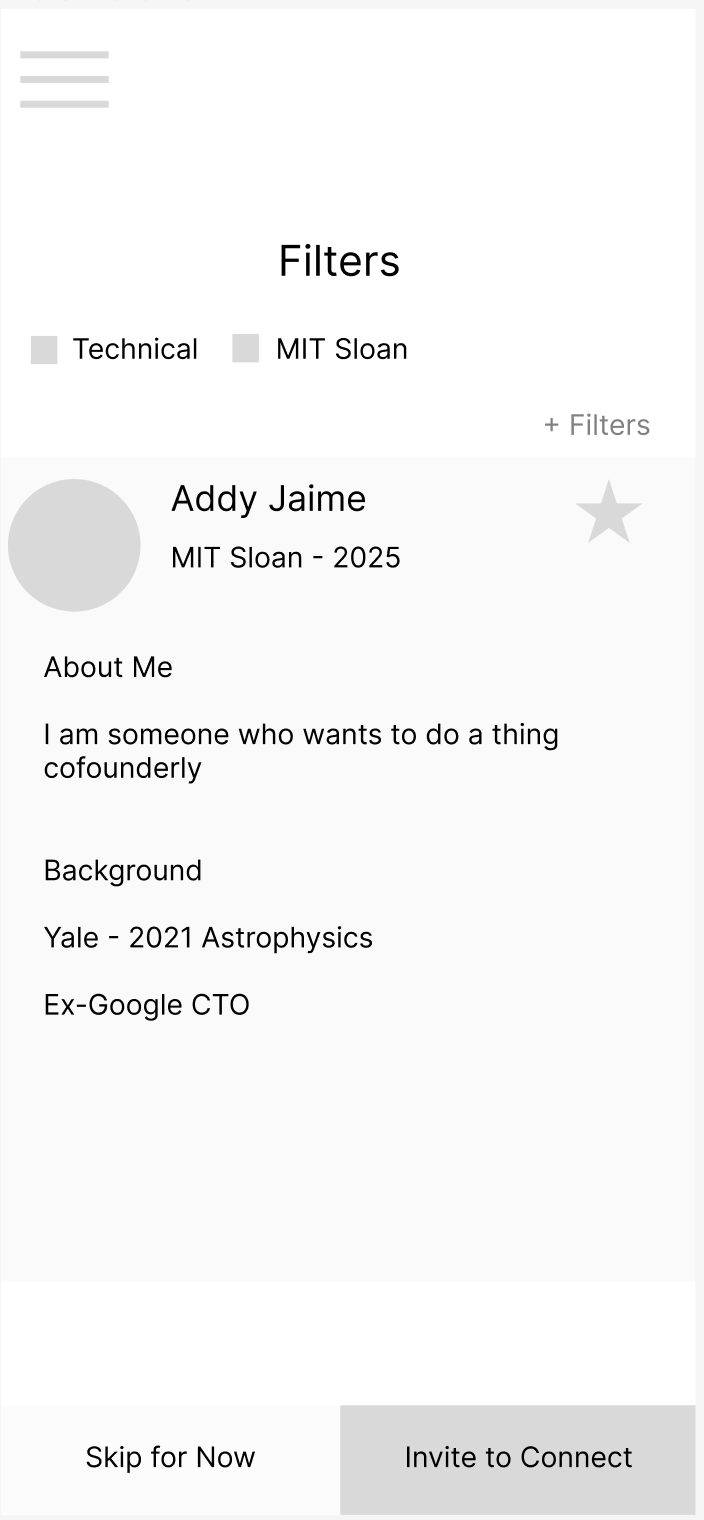 Filters
Technical MIT Sloan
+ Filters
Addy Jaime
MIT Sloan - 2025
About Me
I am someone who wants to do a thing
cofounderly
Background
Yale - 2021 Astrophysics
Ex-Google CTO
Skip for Now Invite to Connect